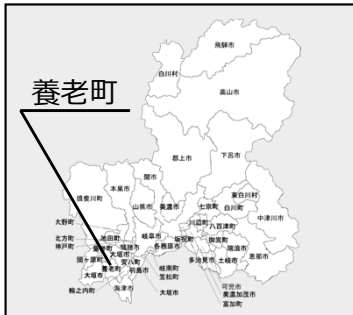 飛騨市
白川村
養老町
高山市
郡上市
下呂市
関市
本巣市
揖斐川町
山県市
美濃市
七宗町
東白川村
白川町
中津川市
大野町
川辺町
八百津町
北方町
神戸町
池田町
岐阜市
坂祝町
御嵩町
瑞浪市
瑞穂市
各務原市
大垣市
関ケ原町
安八町
恵那市
養老町
羽島市
岐南町
笠松町
多治見市
土岐市
大垣市
海津市
輪之内町
大垣市
可児市
美濃加茂市
富加町